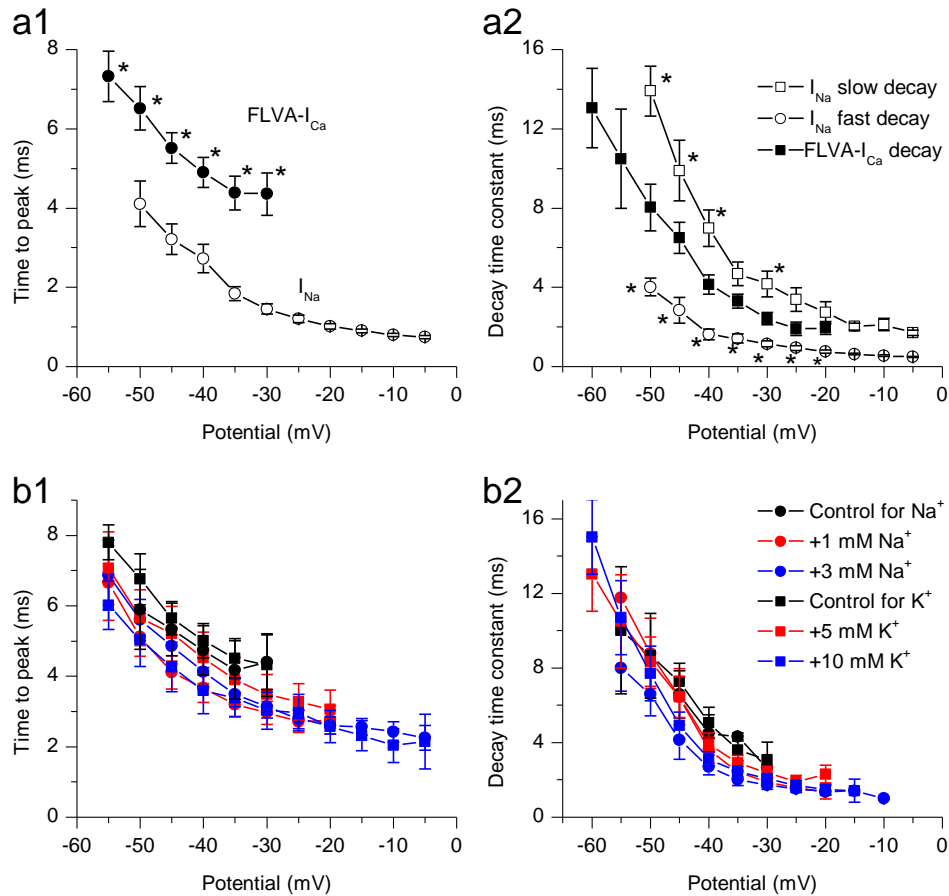 a1
8
6
4
2
0
Time to peak (ms)
-60 -50 -40 -30 -20 -10 0
Potential (mV)
FLVA-I_Ca
I_Na
* * * * * *
a2
16
12
8
4
0
Decay time constant (ms)
-60 -50 -40 -30 -20 -10 0
Potential (mV)
I_Na slow decay
I_Na fast decay
FLVA-I_Ca decay
* * * *
* * * * * * *
b1
8
6
4
2
0
Time to peak (ms)
-60 -50 -40 -30 -20 -10 0
Potential (mV)
b2
16
12
8
4
0
Decay time constant (ms)
-60 -50 -40 -30 -20 -10 0
Potential (mV)
Control for Na⁺
+1 mM Na⁺
+3 mM Na⁺
Control for K⁺
+5 mM K⁺
+10 mM K⁺